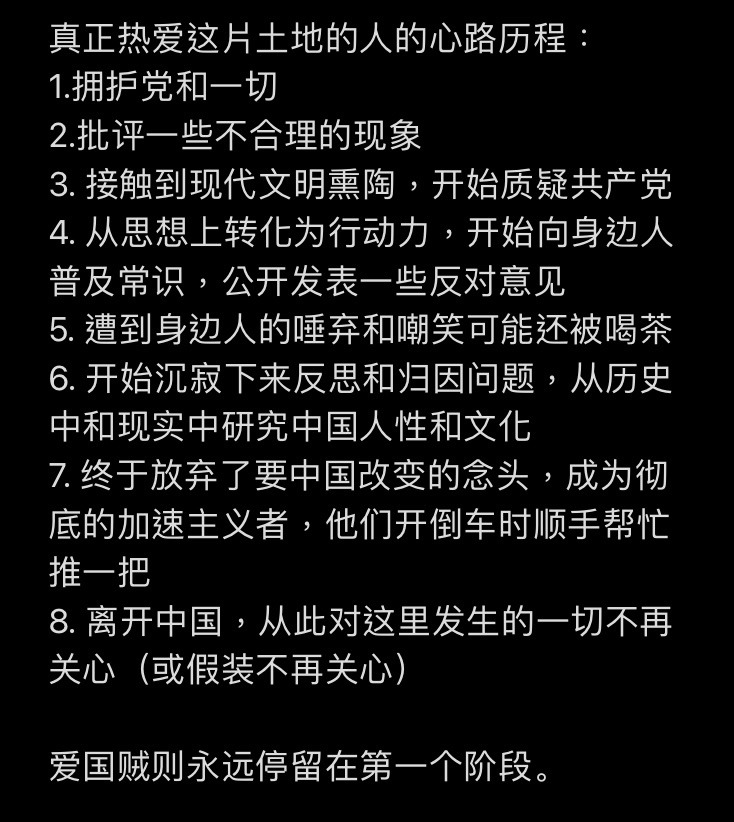 真正热爱这片土地的人的心路历程：
1.拥护党和一切
2.批评一些不合理的现象
3. 接触到现代文明熏陶，开始质疑共产党
4. 从思想上转化为行动力，开始向身边人
普及常识，公开发表一些反对意见
5. 遭到身边人的唾弃和嘲笑可能还被喝茶
6. 开始沉寂下来反思和归因问题，从历史
中和现实中研究中国人性和文化
7. 终于放弃了要中国改变的念头，成为彻
底的加速主义者，他们开倒车时顺手帮忙
推一把
8. 离开中国，从此对这里发生的一切不再
关心（或假装不再关心）
爱国贼则永远停留在第一个阶段。